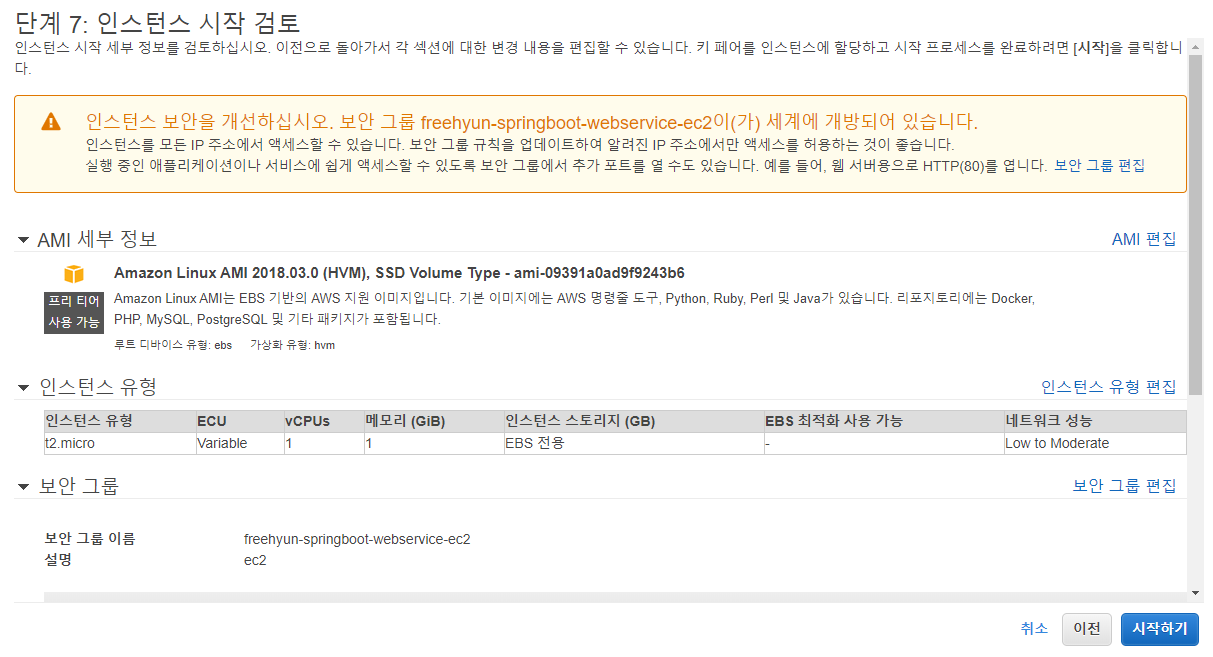 단계 7: 인스턴스 시작 검토
인스턴스 시작 세부 정보를 검토하십시오. 이전으로 돌아가서 각 섹션에 대한 변경 내용을 편집할 수 있습니다. 키 페어를 인스턴스에 할당하고 시작 프로세스를 완료하려면 [시작]을 클릭합니
다.
인스턴스 보안을 개선하십시오. 보안 그룹 freehyun-springboot-webservice-ec2이(가) 세계에 개방되어 있습니다.
인스턴스를 모든 IP 주소에서 액세스할 수 있습니다. 보안 그룹 규칙을 업데이트하여 알려진 IP 주소에서만 액세스를 허용하는 것이 좋습니다.
실행 중인 애플리케이션이나 서비스에 쉽게 액세스할 수 있도록 보안 그룹에서 추가 포트를 열 수도 있습니다. 예를 들어, 웹 서버용으로 HTTP(80)를 엽니다. 보안 그룹 편집
AMI 세부 정보 AMI 편집
Amazon Linux AMI 2018.03.0 (HVM), SSD Volume Type - ami-09391a0ad9f9243b6
프리 티어 Amazon Linux AMI는 EBS 기반의 AWS 지원 이미지입니다. 기본 이미지에는 AWS 명령줄 도구, Python, Ruby, Perl 및 Java가 있습니다. 리포지토리에는 Docker,
사용 가능 PHP, MySQL, PostgreSQL 및 기타 패키지가 포함됩니다.
루트 디바이스 유형: ebs 가상화 유형: hvm
인스턴스 유형 인스턴스 유형 편집
인스턴스 유형 ECU vCPUs 메모리 (GiB) 인스턴스 스토리지 (GB) EBS 최적화 사용 가능 네트워크 성능
t2.micro Variable 1 1 EBS 전용 - Low to Moderate
보안 그룹 보안 그룹 편집
보안 그룹 이름 freehyun-springboot-webservice-ec2
설명 ec2
취소 이전 시작하기